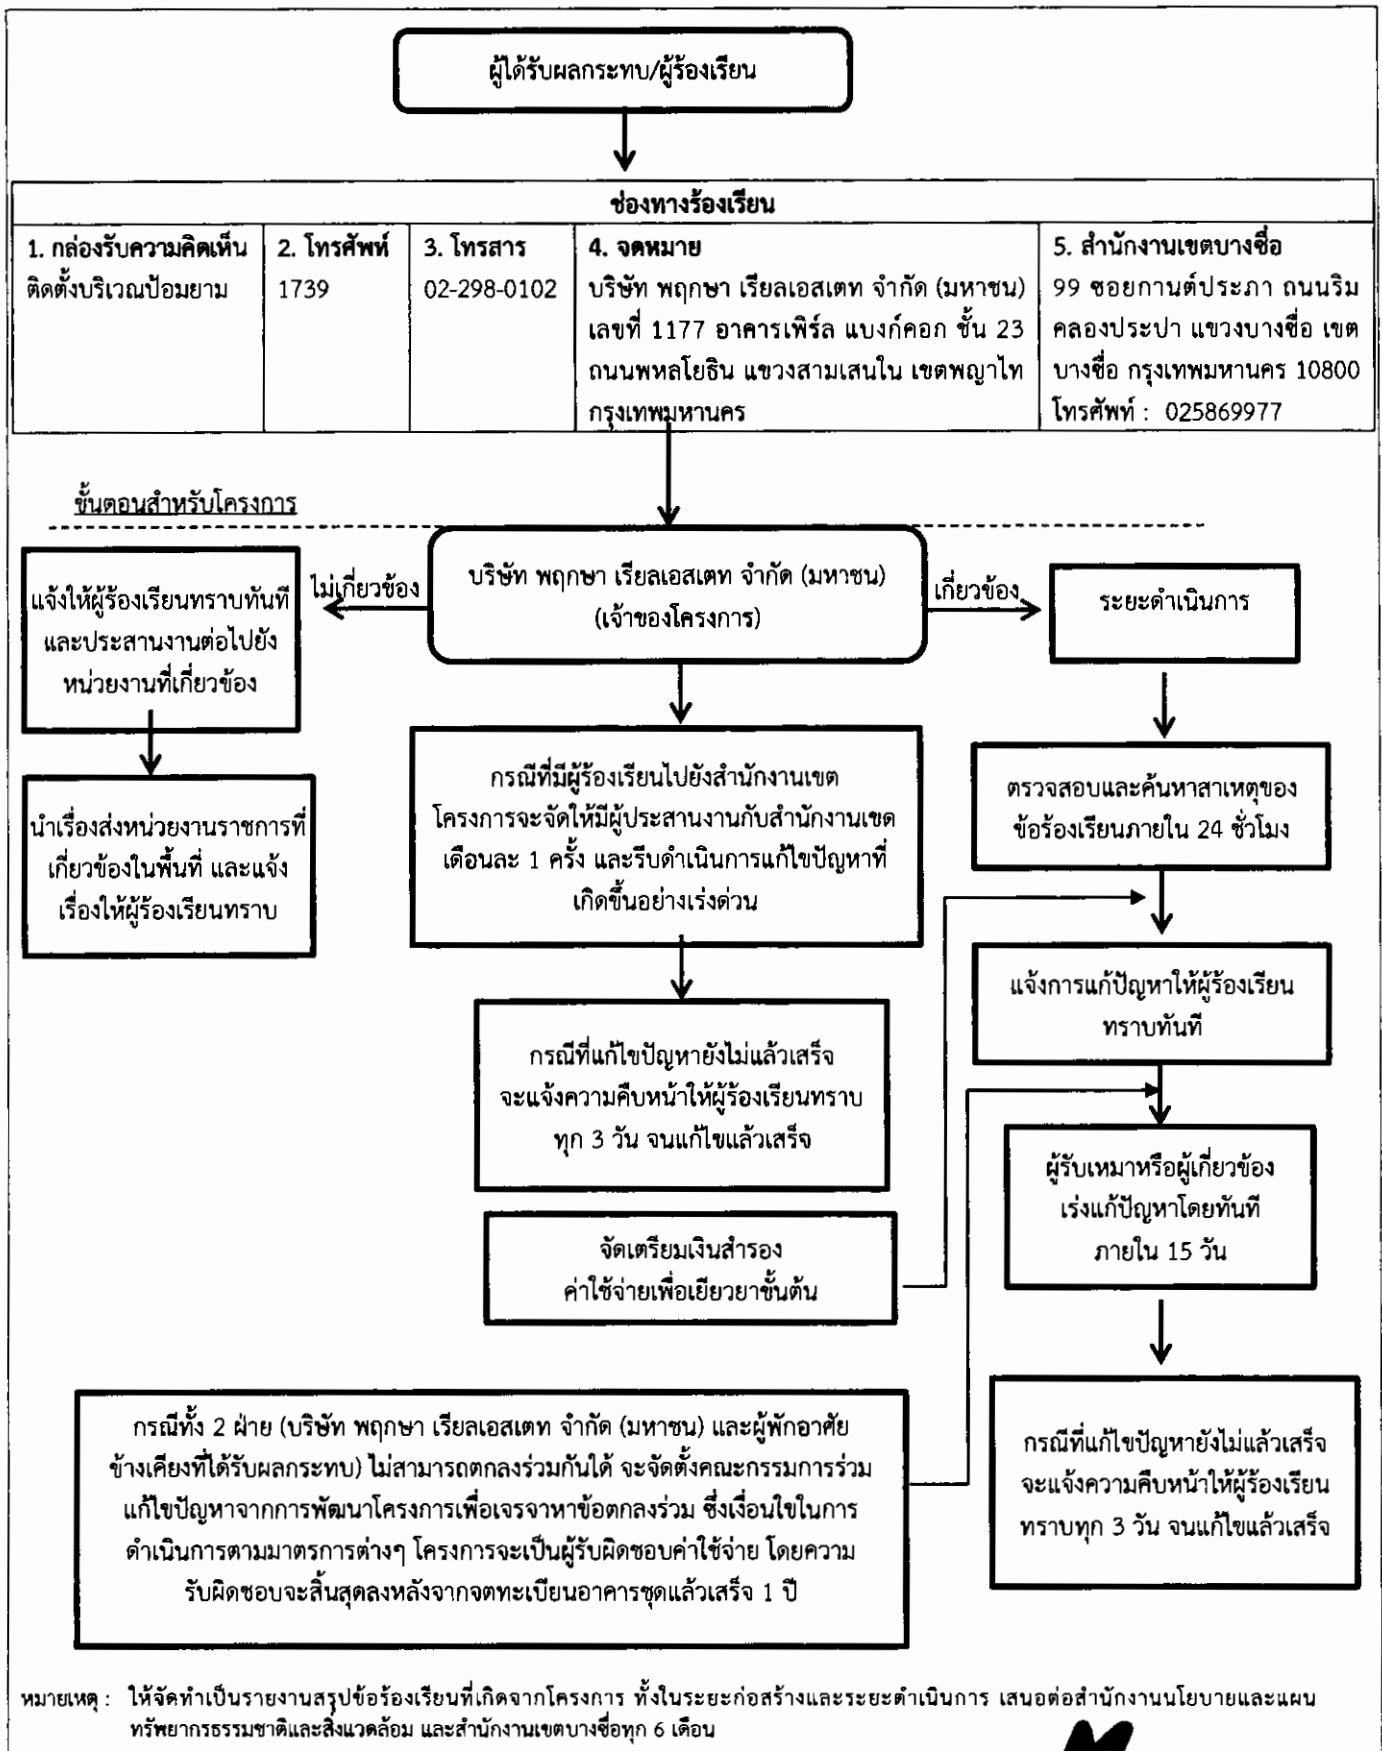 ผู้ได้รับผลกระทบ/ผู้ร้องเรียน
ช่องทางร้องเรียน
1. กล่องรับความคิดเห็น
ติดตั้งบริเวณป้อมยาม
2. โทรศัพท์
1739
3. โทรสาร
02-298-0102
4. จดหมาย
บริษัท พฤกษา เรียลเอสเตท จำกัด (มหาชน)
เลขที่ 1177 อาคารเพิร์ล แบงก์คอก ชั้น 23
ถนนพหลโยธิน แขวงสามเสนใน เขตพญาไท
กรุงเทพมหานคร
5. สำนักงานเขตบางซื่อ
99 ซอยกานต์ประภา ถนนริม
คลองประปา แขวงบางซื่อ เขต
บางซื่อ กรุงเทพมหานคร 10800
โทรศัพท์ : 025869977
ขั้นตอนสำหรับโครงการ
แจ้งให้ผู้ร้องเรียนทราบทันที
และประสานงานต่อไปยัง
หน่วยงานที่เกี่ยวข้อง
ไม่เกี่ยวข้อง
บริษัท พฤกษา เรียลเอสเตท จำกัด (มหาชน)
(เจ้าของโครงการ)
เกี่ยวข้อง
ระยะดำเนินการ
นำเรื่องส่งหน่วยงานราชการที่
เกี่ยวข้องในพื้นที่ และแจ้ง
เรื่องให้ผู้ร้องเรียนทราบ
กรณีที่มีผู้ร้องเรียนไปยังสำนักงานเขต
โครงการจะจัดให้มีผู้ประสานงานกับสำนักงานเขต
เดือนละ 1 ครั้ง และรีบดำเนินการแก้ไขปัญหาที่
เกิดขึ้นอย่างเร่งด่วน
ตรวจสอบและค้นหาสาเหตุของ
ข้อร้องเรียนภายใน 24 ชั่วโมง
แจ้งการแก้ปัญหาให้ผู้ร้องเรียน
ทราบทันที
กรณีที่แก้ไขปัญหายังไม่แล้วเสร็จ
จะแจ้งความคืบหน้าให้ผู้ร้องเรียนทราบ
ทุก 3 วัน จนแก้ไขแล้วเสร็จ
ผู้รับเหมาหรือผู้เกี่ยวข้อง
เร่งแก้ปัญหาโดยทันที
ภายใน 15 วัน
จัดเตรียมเงินสำรอง
ค่าใช้จ่ายเพื่อเยียวยาขั้นต้น
กรณีทั้ง 2 ฝ่าย (บริษัท พฤกษา เรียลเอสเตท จำกัด (มหาชน) และผู้พักอาศัย
ข้างเคียงที่ได้รับผลกระทบ) ไม่สามารถตกลงร่วมกันได้ จะจัดตั้งคณะกรรมการร่วม
แก้ไขปัญหาจากการพัฒนาโครงการเพื่อเจรจาหาข้อตกลงร่วม ซึ่งเงื่อนไขในการ
ดำเนินการตามมาตรการต่างๆ โครงการจะเป็นผู้รับผิดชอบค่าใช้จ่าย โดยความ
รับผิดชอบจะสิ้นสุดลงหลังจากจดทะเบียนอาคารชุดแล้วเสร็จ 1 ปี
กรณีที่แก้ไขปัญหายังไม่แล้วเสร็จ
จะแจ้งความคืบหน้าให้ผู้ร้องเรียน
ทราบทุก 3 วัน จนแก้ไขแล้วเสร็จ
หมายเหตุ : ให้จัดทำเป็นรายงานสรุปข้อร้องเรียนที่เกิดจากโครงการ ทั้งในระยะก่อสร้างและระยะดำเนินการ เสนอต่อสำนักงานนโยบายและแผน
ทรัพยากรธรรมชาติและสิ่งแวดล้อม และสำนักงานเขตบางซื่อทุก 6 เดือน